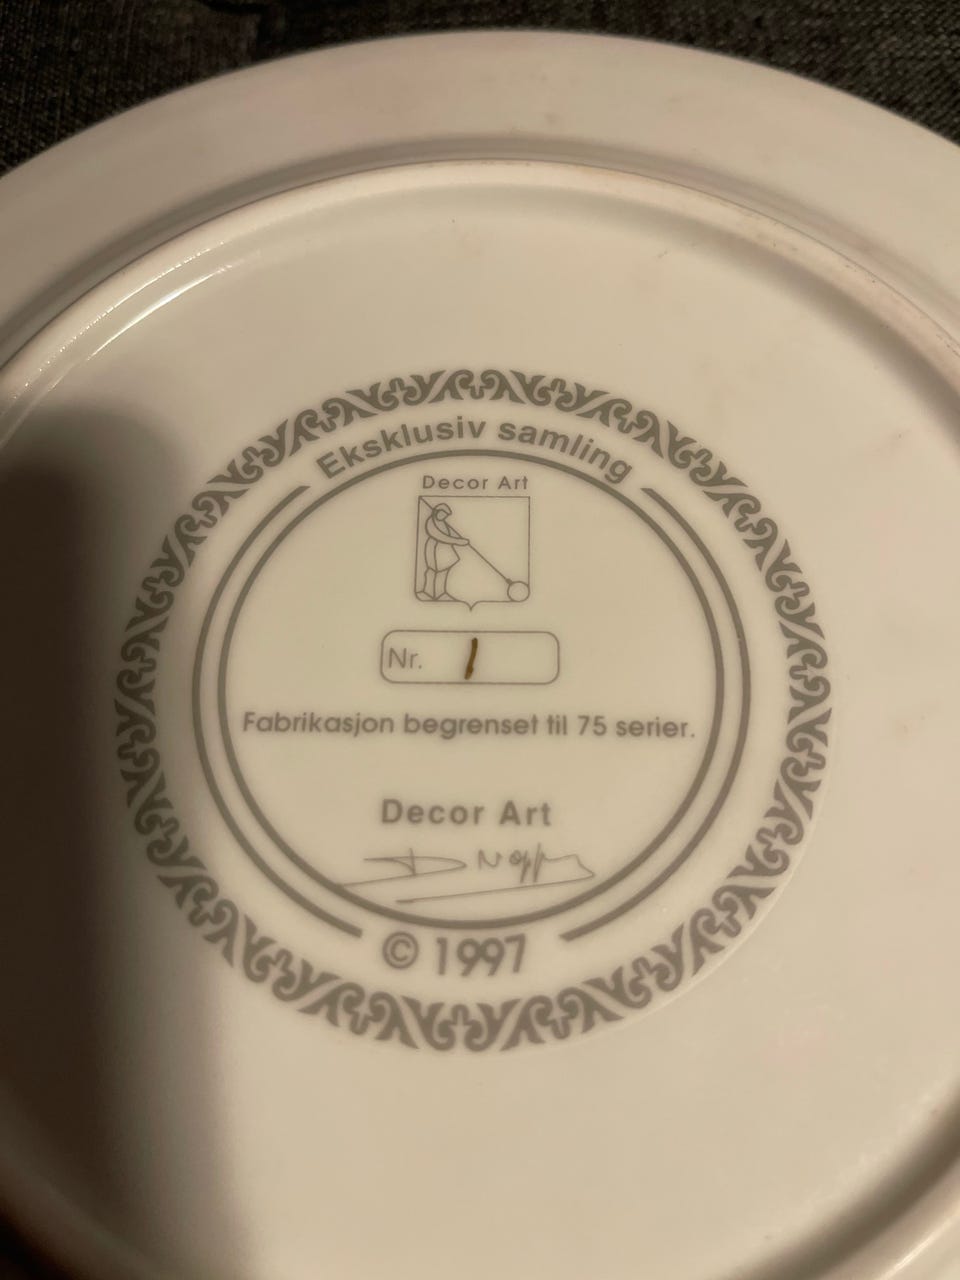 Eksklusiv samling
Decor Art
Nr. 1
Fabrikasjon begrenset til 75 serier.
Decor Art
© 1997